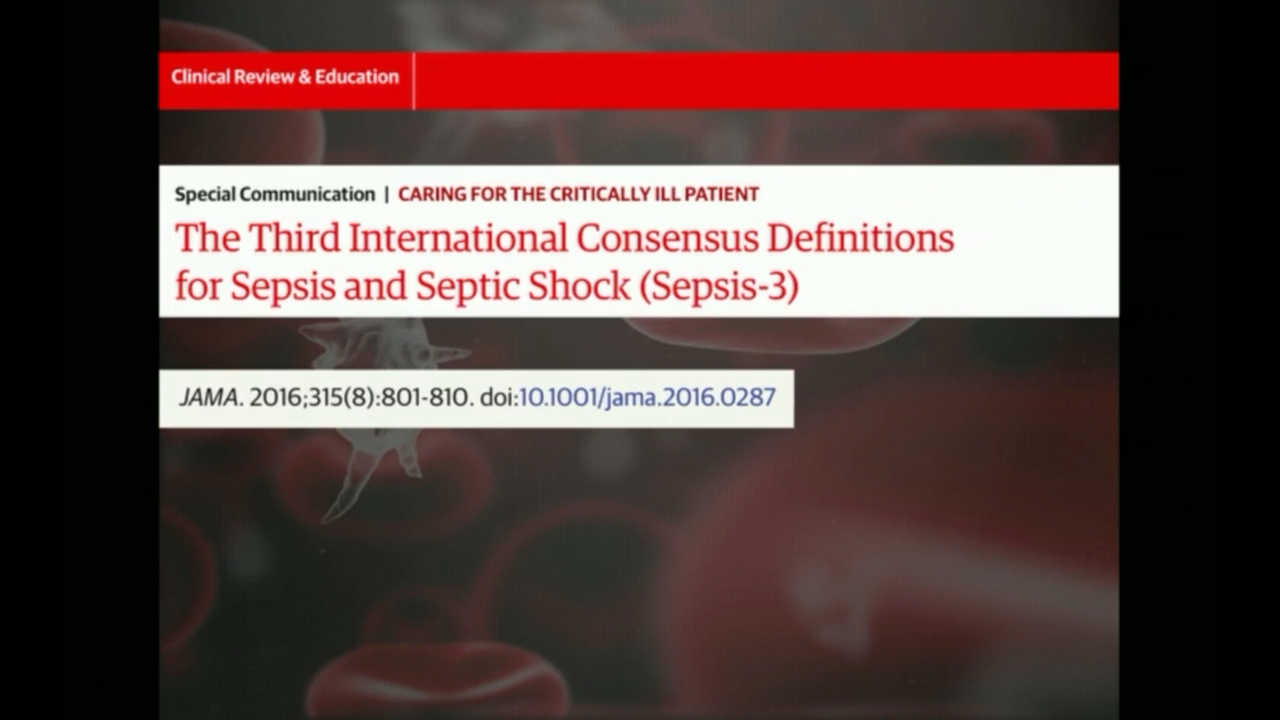 Clinical Review & Education
Special Communication | CARING FOR THE CRITICALLY ILL PATIENT
The Third International Consensus Definitions
for Sepsis and Septic Shock (Sepsis-3)
JAMA. 2016;315(8):801-810. doi:10.1001/jama.2016.0287